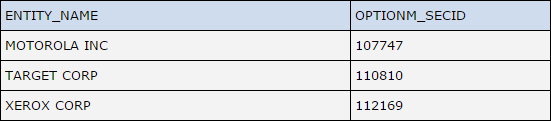 ENTITY_NAME OPTIONM_SECID
MOTOROLA INC 107747
TARGET CORP 110810
XEROX CORP 112169